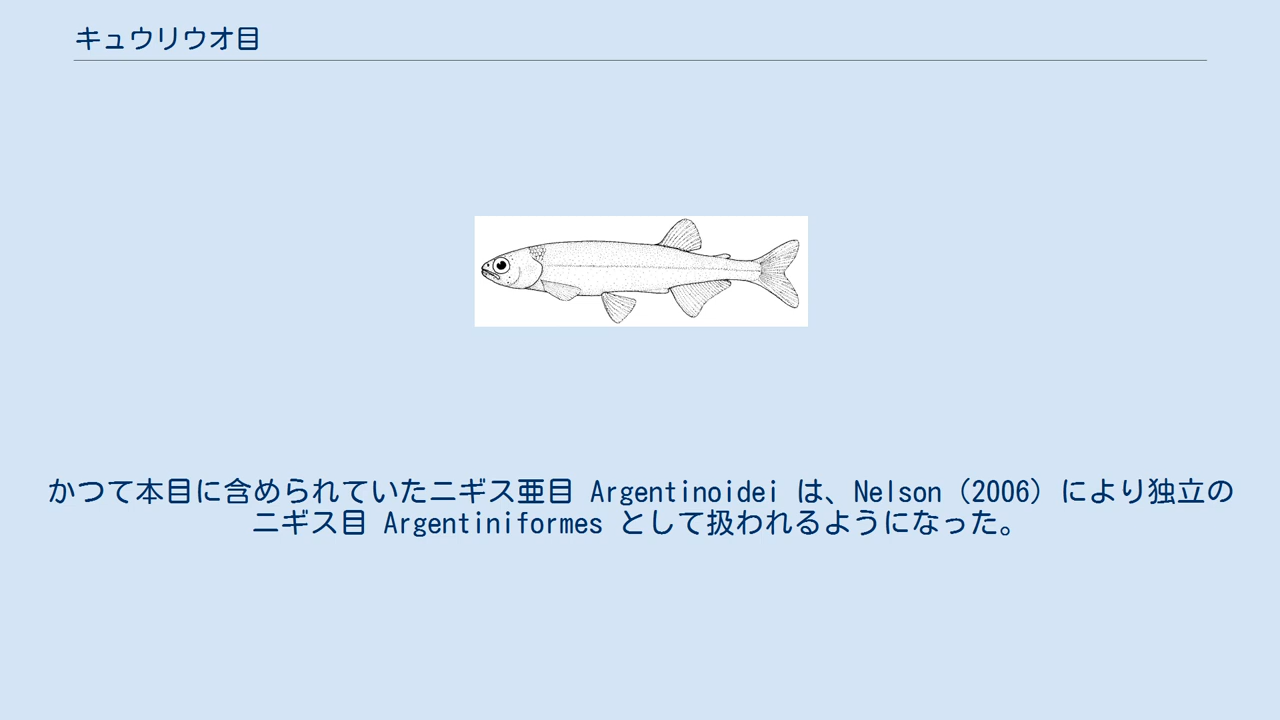 キュウリウオ目
かつて本目に含められていたニギス亜目 Argentinoidei は、Nelson（2006）により独立の
ニギス目 Argentiniformes として扱われるようになった。